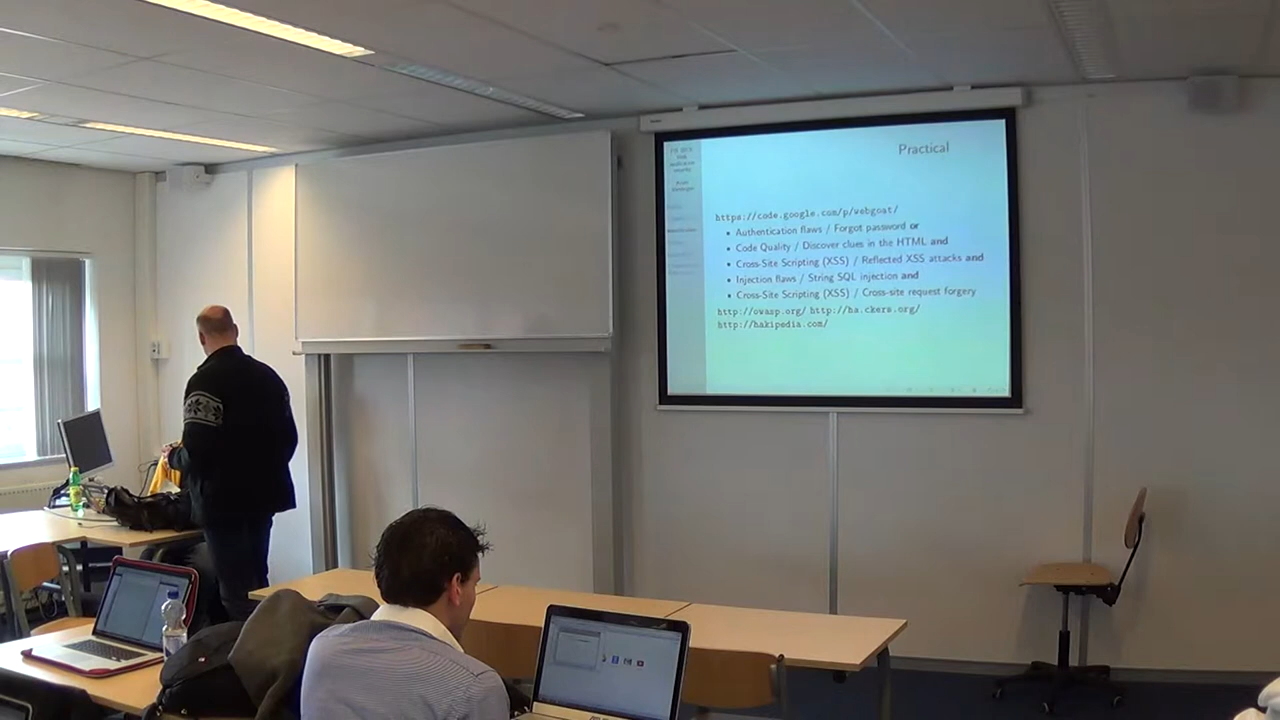 Practical
https://code.google.com/p/webgoat/
• Authentication flaws / Forgot password or
• Code Quality / Discover clues in the HTML and
• Cross-Site Scripting (XSS) / Reflected XSS attacks and
• Injection flaws / String SQL injection and
• Cross-Site Scripting (XSS) / Cross-site request forgery
http://owasp.org/ http://ha.ckers.org/
http://hakipedia.com/